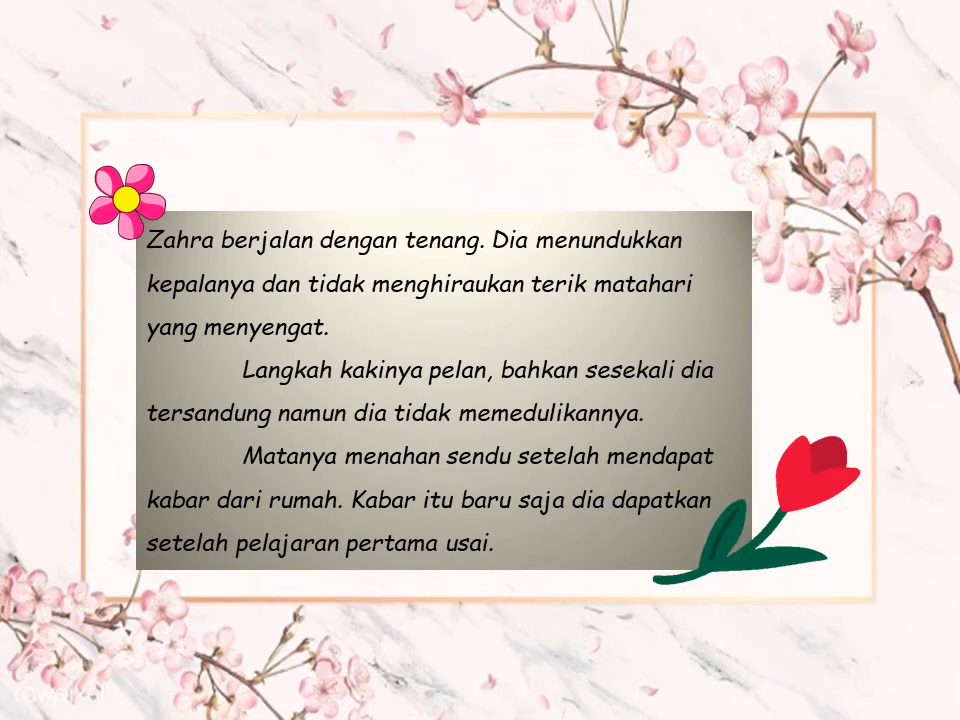 Zahra berjalan dengan tenang. Dia menundukkan
kepalanya dan tidak menghiraukan terik matahari
yang menyengat.
Langkah kakinya pelan, bahkan sesekali dia
tersandung namun dia tidak memedulikannya.
Matanya menahan sendu setelah mendapat
kabar dari rumah. Kabar itu baru saja dia dapatkan
setelah pelajaran pertama usai.
rawpixel